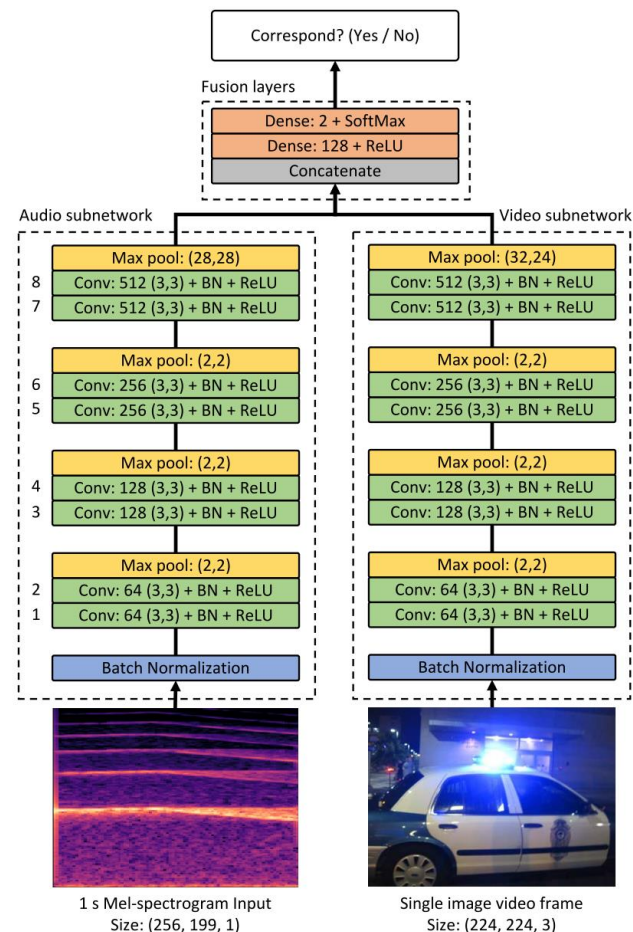 Correspond? (Yes / No)
Fusion layers
Dense: 2 + SoftMax
Dense: 128 + ReLU
Concatenate
Audio subnetwork
Max pool: (28,28)
8 Conv: 512 (3,3) + BN + ReLU
7 Conv: 512 (3,3) + BN + ReLU
Max pool: (2,2)
6 Conv: 256 (3,3) + BN + ReLU
5 Conv: 256 (3,3) + BN + ReLU
Max pool: (2,2)
4 Conv: 128 (3,3) + BN + ReLU
3 Conv: 128 (3,3) + BN + ReLU
Max pool: (2,2)
2 Conv: 64 (3,3) + BN + ReLU
1 Conv: 64 (3,3) + BN + ReLU
Batch Normalization
1 s Mel-spectrogram Input
Size: (256, 199, 1)
Video subnetwork
Max pool: (32,24)
Conv: 512 (3,3) + BN + ReLU
Conv: 512 (3,3) + BN + ReLU
Max pool: (2,2)
Conv: 256 (3,3) + BN + ReLU
Conv: 256 (3,3) + BN + ReLU
Max pool: (2,2)
Conv: 128 (3,3) + BN + ReLU
Conv: 128 (3,3) + BN + ReLU
Max pool: (2,2)
Conv: 64 (3,3) + BN + ReLU
Conv: 64 (3,3) + BN + ReLU
Batch Normalization
Single image video frame
Size: (224, 224, 3)